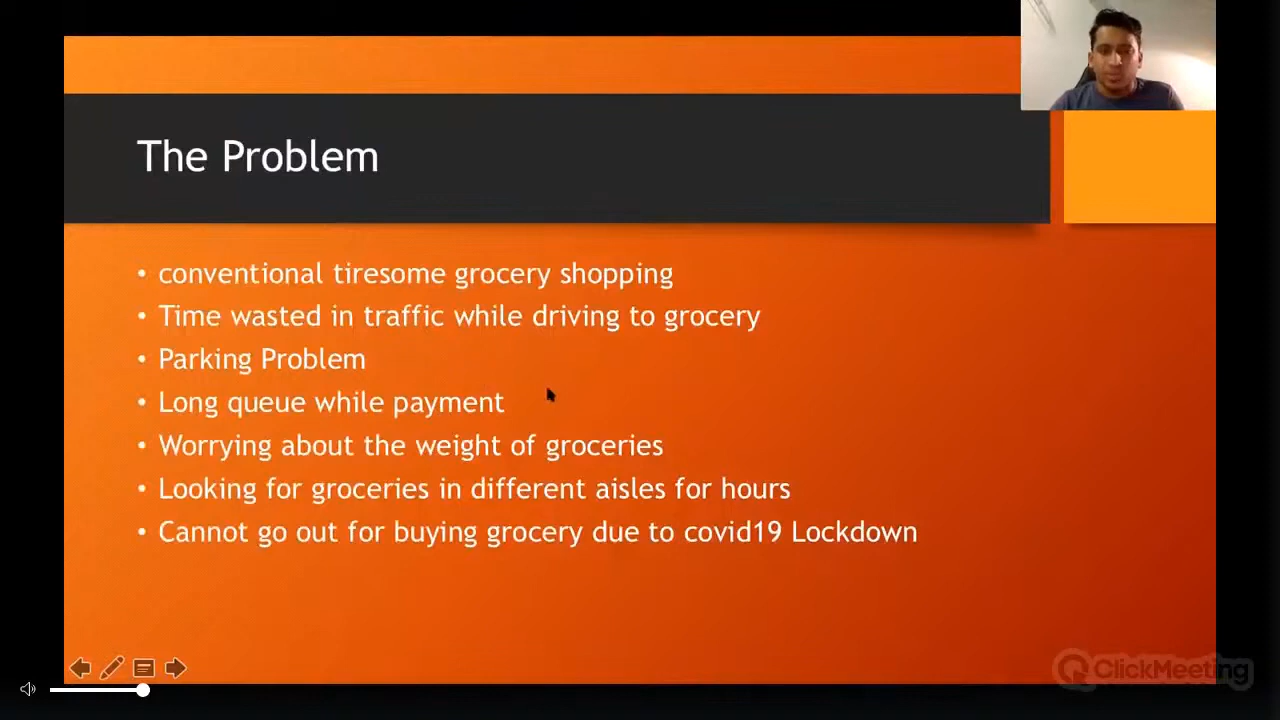 The Problem
• conventional tiresome grocery shopping
• Time wasted in traffic while driving to grocery
• Parking Problem
• Long queue while payment
• Worrying about the weight of groceries
• Looking for groceries in different aisles for hours
• Cannot go out for buying grocery due to covid19 Lockdown
ClickMeeting